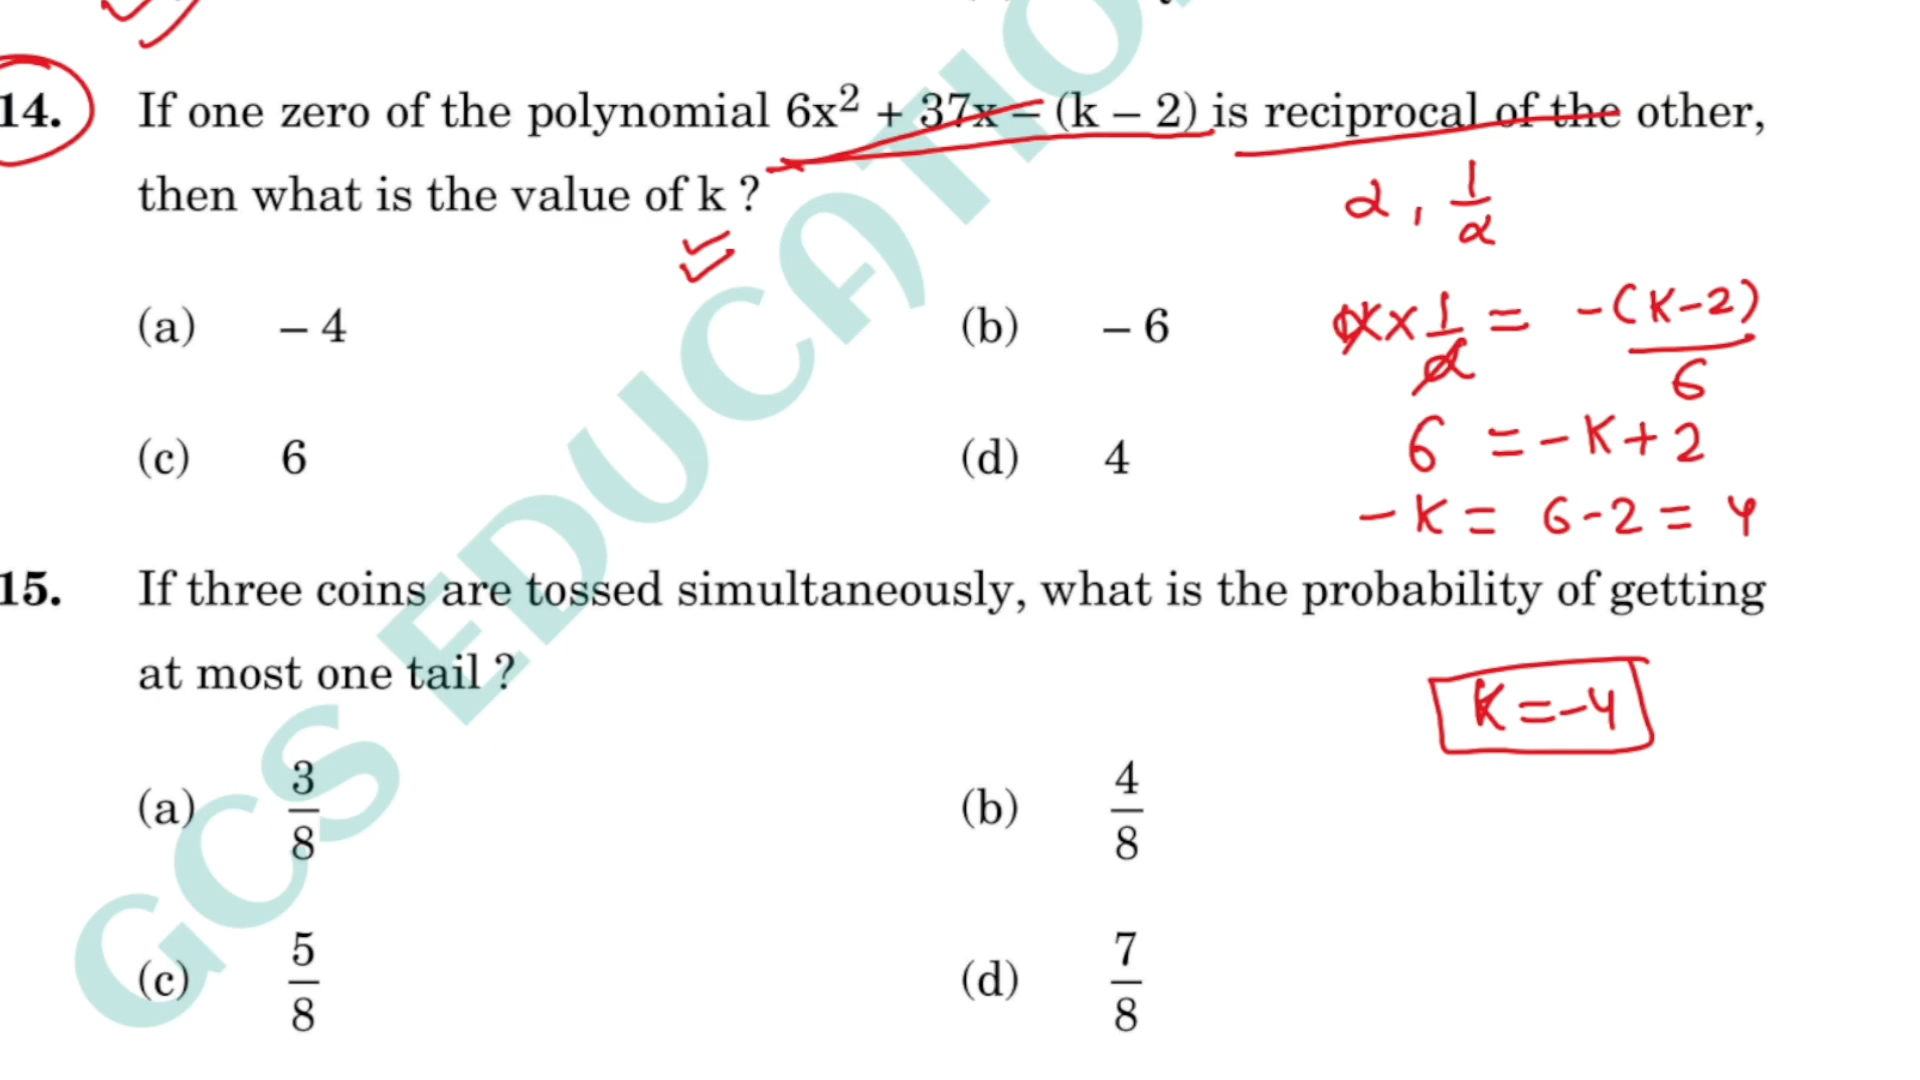 14. If one zero of the polynomial 6x² + 37x – (k – 2) is reciprocal of the other,
then what is the value of k ?
α , 1/α
(a) – 4 (b) – 6
α × 1/α = -(K-2)/6
(c) 6 (d) 4
6 = -K+2
-K = 6-2 = 4
15. If three coins are tossed simultaneously, what is the probability of getting
at most one tail ?
K=-4
(a) 3/8 (b) 4/8
(c) 5/8 (d) 7/8
GCS EDUCATIO